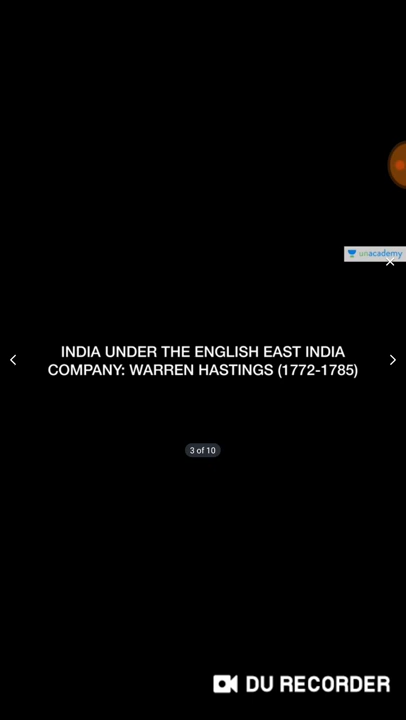 unacademy
INDIA UNDER THE ENGLISH EAST INDIA
COMPANY: WARREN HASTINGS (1772-1785)
3 of 10
DU RECORDER